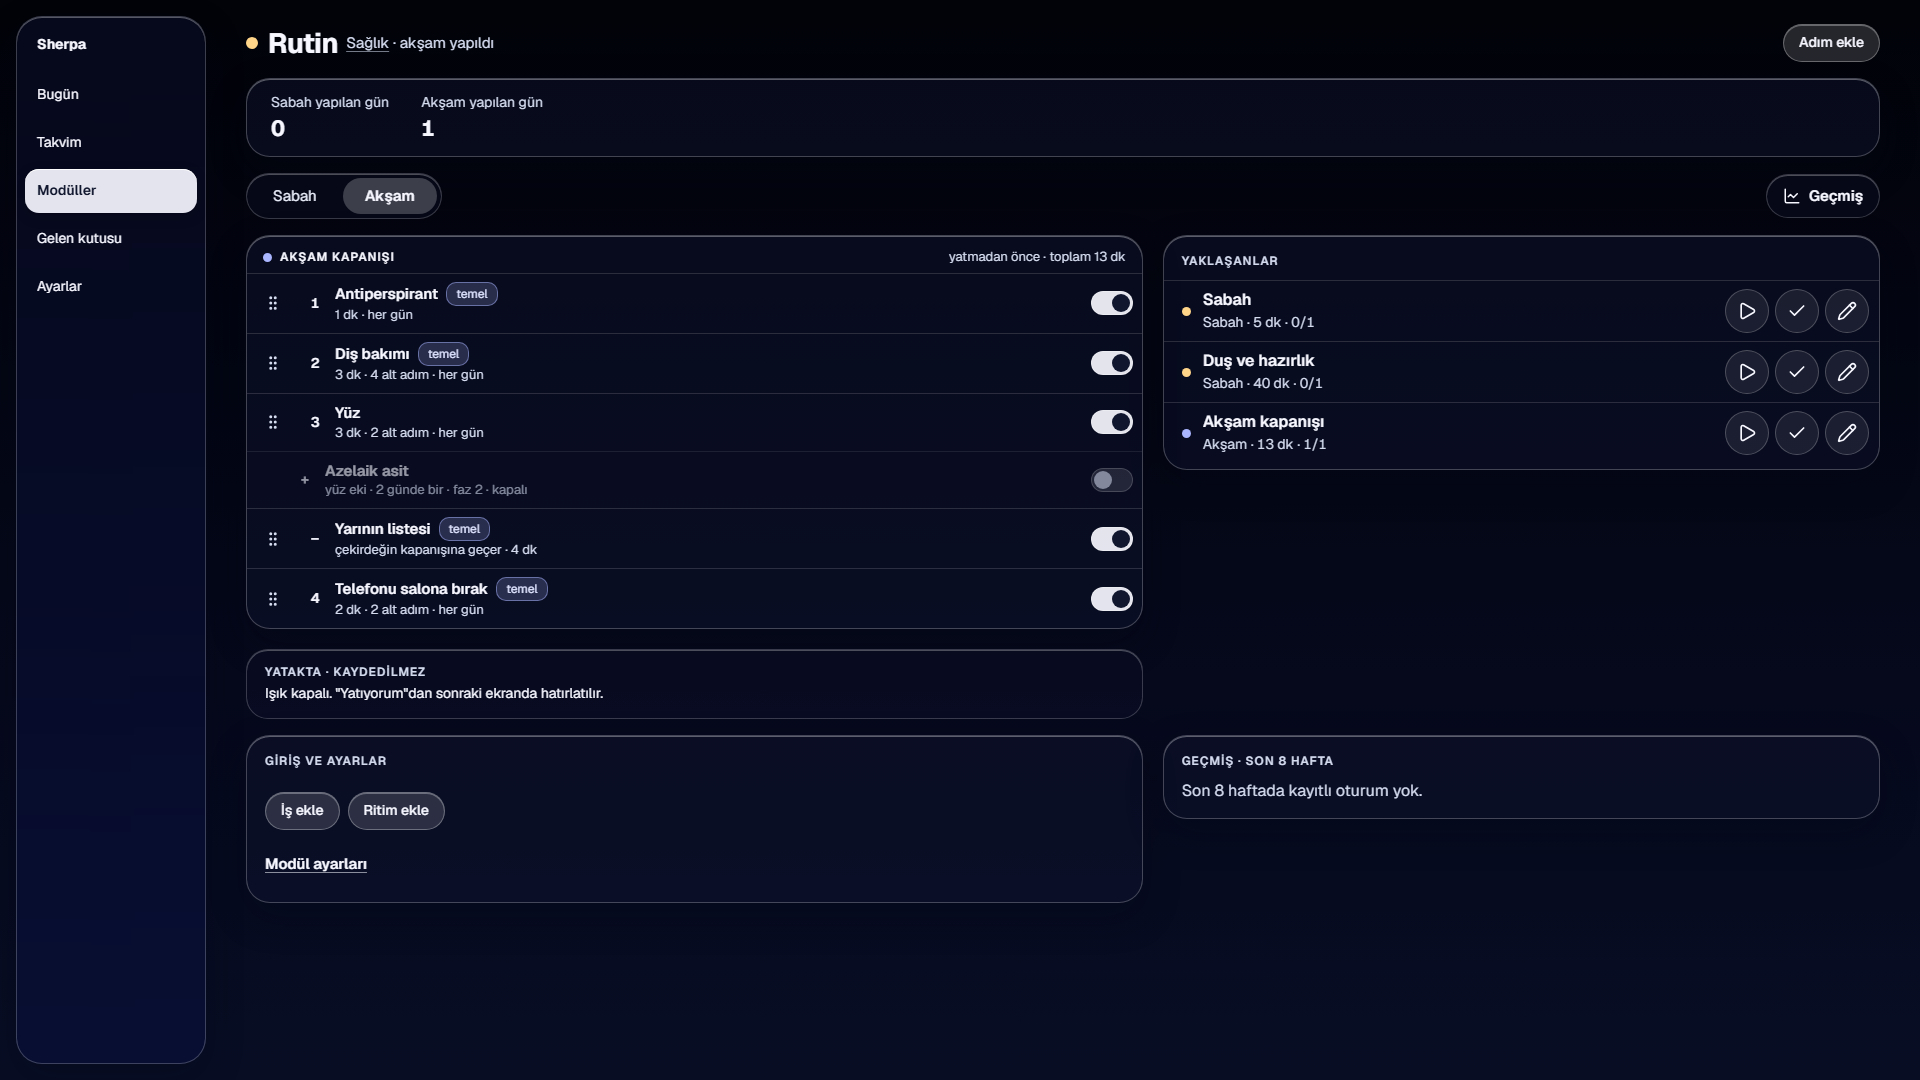 Sherpa
Bugün
Takvim
Modüller
Gelen kutusu
Ayarlar
Rutin Sağlık · akşam yapıldı
Adım ekle
Sabah yapılan gün
0
Akşam yapılan gün
1
Sabah
Akşam
Geçmiş
AKŞAM KAPANIŞI
yatmadan önce · toplam 13 dk
1 Antiperspirant temel
1 dk · her gün
2 Diş bakımı temel
3 dk · 4 alt adım · her gün
3 Yüz
3 dk · 2 alt adım · her gün
+ Azelaik asit
yüz eki · 2 günde bir · faz 2 · kapalı
– Yarının listesi temel
çekirdeğin kapanışına geçer · 4 dk
4 Telefonu salona bırak temel
2 dk · 2 alt adım · her gün
YAKLAŞANLAR
Sabah
Sabah · 5 dk · 0/1
Duş ve hazırlık
Sabah · 40 dk · 0/1
Akşam kapanışı
Akşam · 13 dk · 1/1
YATAKTA · KAYDEDİLMEZ
Işık kapalı. "Yatıyorum"dan sonraki ekranda hatırlatılır.
GİRİŞ VE AYARLAR
İş ekle
Ritim ekle
Modül ayarları
GEÇMİŞ · SON 8 HAFTA
Son 8 haftada kayıtlı oturum yok.